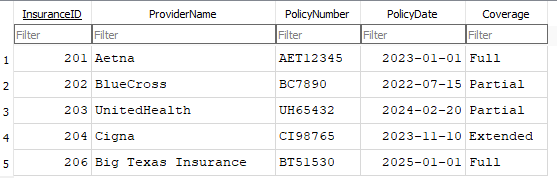 InsuranceID ProviderName PolicyNumber PolicyDate Coverage
Filter Filter Filter Filter Filter
1 201 Aetna AET12345 2023-01-01 Full
2 202 BlueCross BC7890 2022-07-15 Partial
3 203 UnitedHealth UH65432 2024-02-20 Partial
4 204 Cigna CI98765 2023-11-10 Extended
5 206 Big Texas Insurance BT51530 2025-01-01 Full